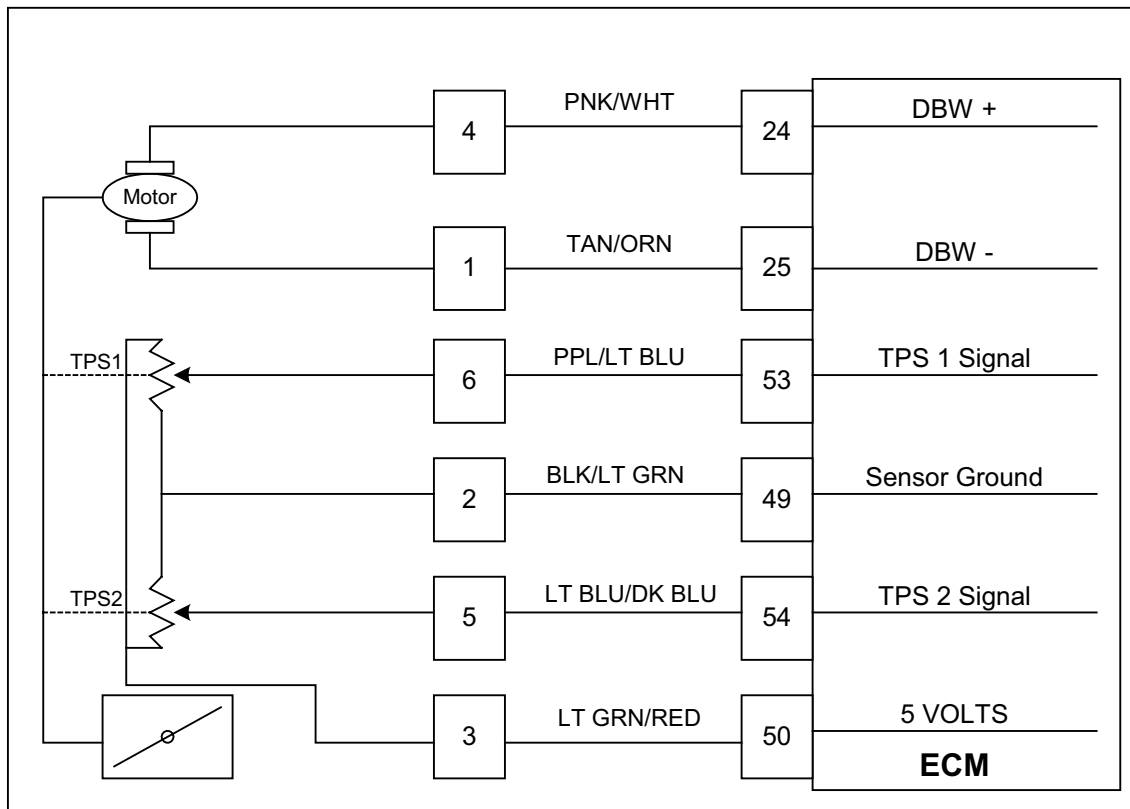 4 PNK/WHT 24 DBW +
Motor
1 TAN/ORN 25 DBW -
TPS1 6 PPL/LT BLU 53 TPS 1 Signal
2 BLK/LT GRN 49 Sensor Ground
TPS2 5 LT BLU/DK BLU 54 TPS 2 Signal
3 LT GRN/RED 50 5 VOLTS
ECM